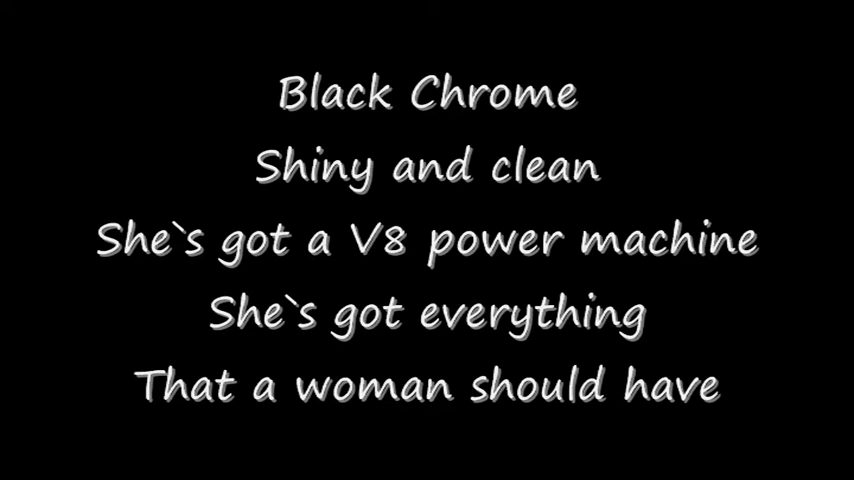 Black Chrome
Shiny and clean
She`s got a V8 power machine
She`s got everything
That a woman should have